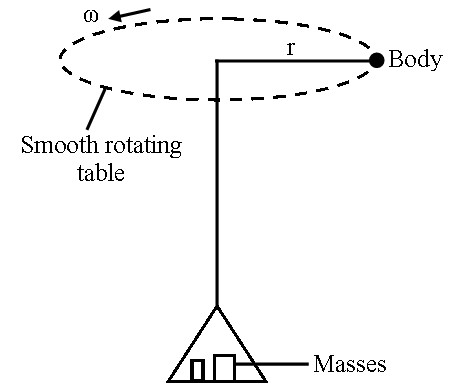 ω
r
Body
Smooth rotating
table
Masses